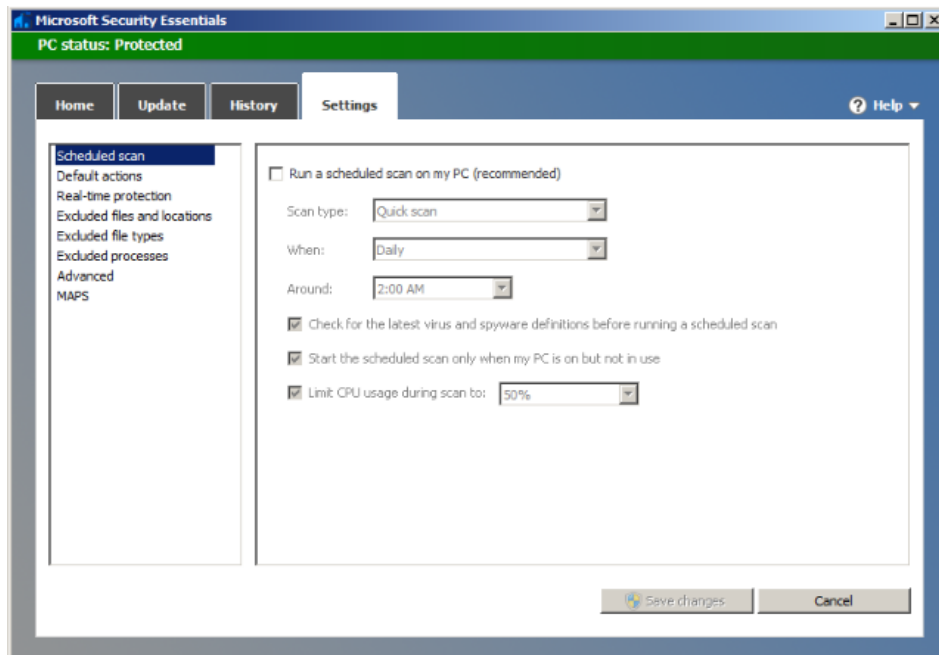 Microsoft Security Essentials
PC status: Protected
Home Update History Settings Help
Scheduled scan
Default actions
Real-time protection
Excluded files and locations
Excluded file types
Excluded processes
Advanced
MAPS
Run a scheduled scan on my PC (recommended)
Scan type: Quick scan
When: Daily
Around: 2:00 AM
Check for the latest virus and spyware definitions before running a scheduled scan
Start the scheduled scan only when my PC is on but not in use
Limit CPU usage during scan to: 50%
Save changes Cancel